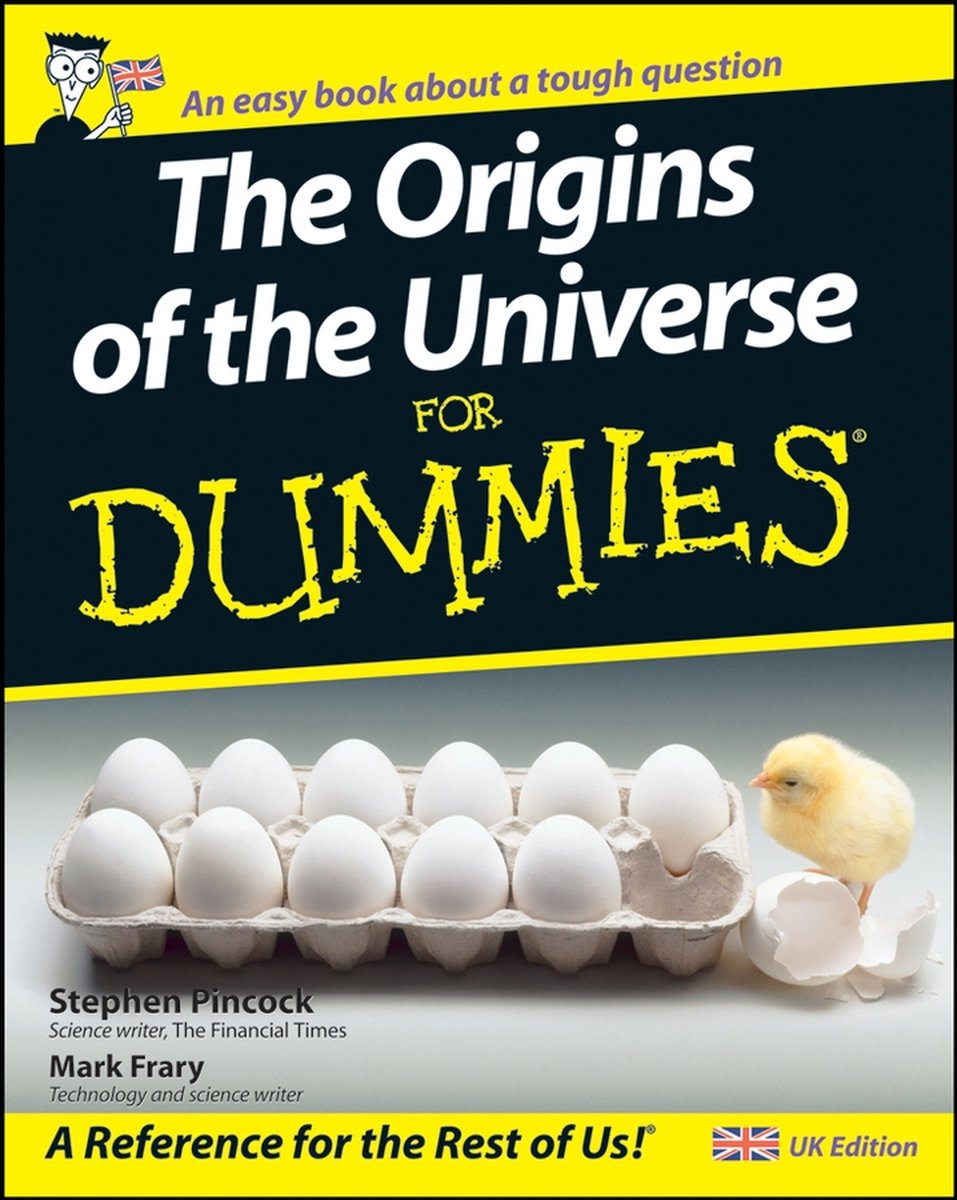 An easy book about a tough question
The Origins
of the Universe
FOR
DUMMIES®
Stephen Pincock
Science writer, The Financial Times
Mark Frary
Technology and science writer
A Reference for the Rest of Us!®
UK Edition